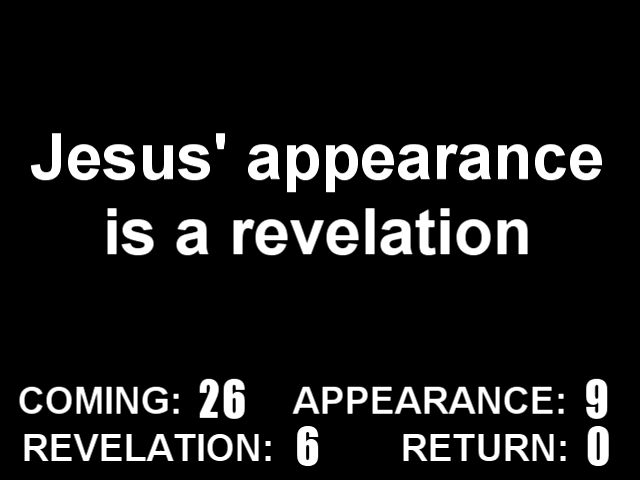 Jesus' appearance
is a revelation
COMING: 26 APPEARANCE: 9
REVELATION: 6 RETURN: 0